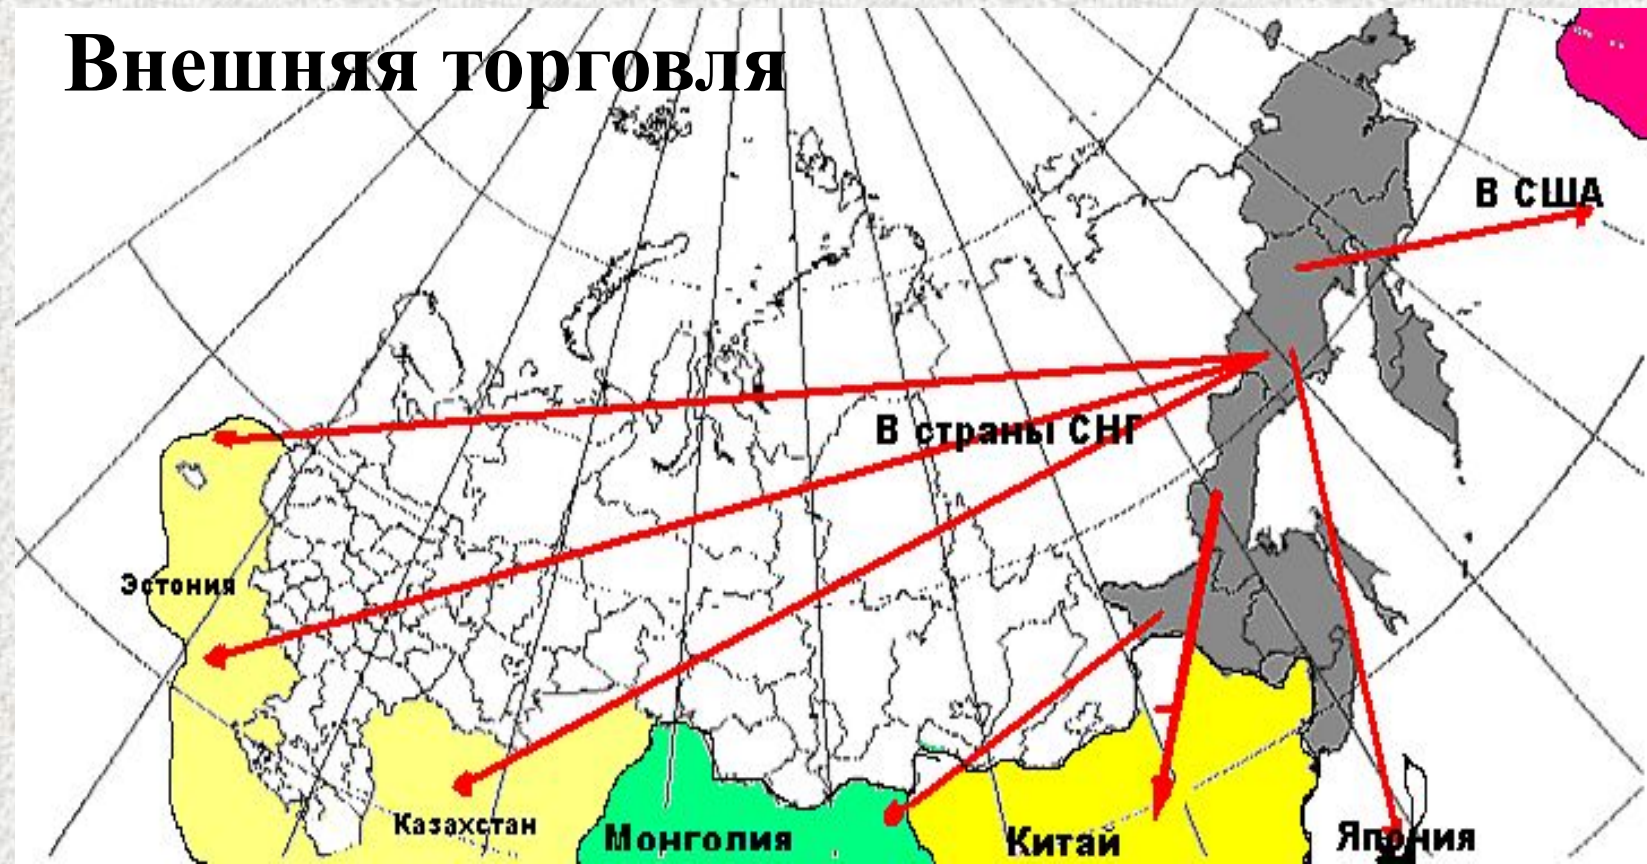 Внешняя торговля
В США
В страны СНГ
Эстония
Казахстан
Монголия
Китай
Япония